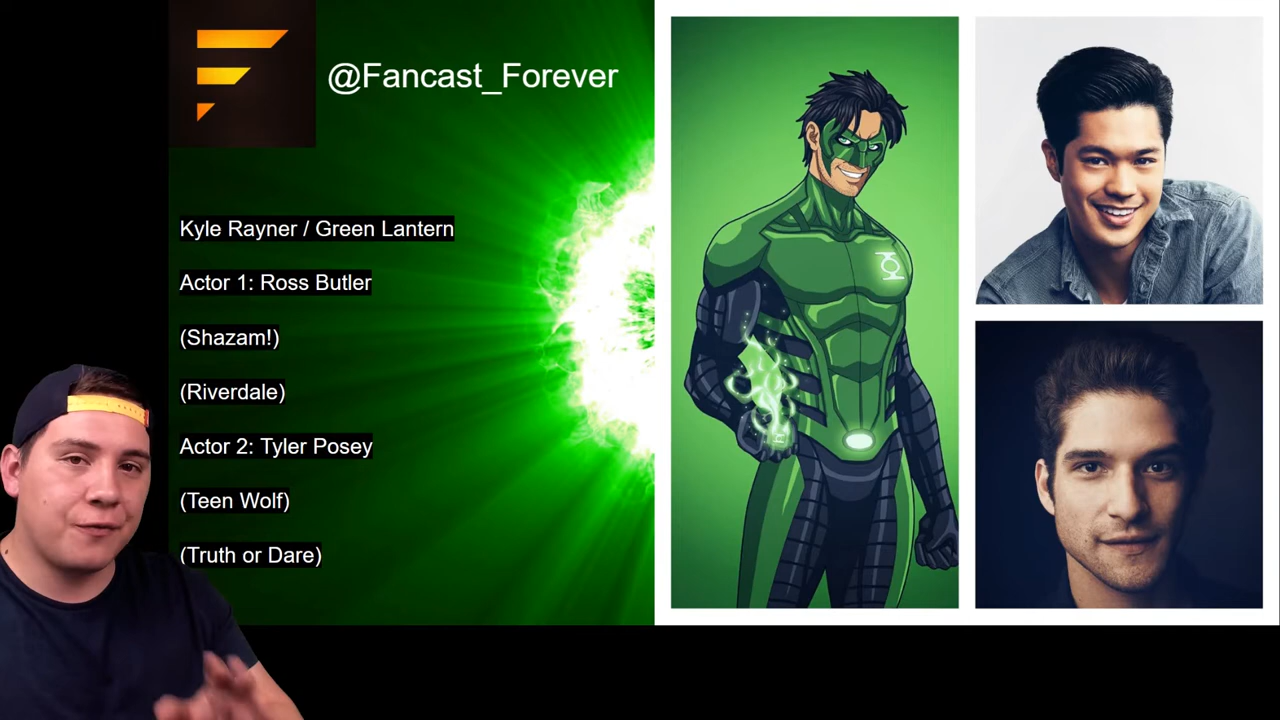 @Fancast_Forever
Kyle Rayner / Green Lantern
Actor 1: Ross Butler
(Shazam!)
(Riverdale)
Actor 2: Tyler Posey
(Teen Wolf)
(Truth or Dare)